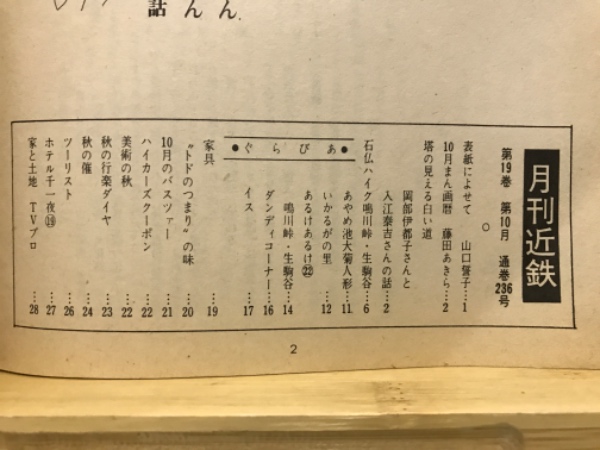 話 ん ん
月刊近鉄
第19巻 第10月 通巻236号
表紙によせて 山口誓子…1
○
10月まん画暦 藤田あきら…2
塔の見える白い道
岡部伊都子さんと
入江泰吉さんの話…2
石仏ハイク鳴川峠・生駒谷…6
あやめ池大菊人形…11
●あびらぐ●
いかるがの里…12
あるけあるけ㉒
鳴川峠・生駒谷…14
ダンディコーナー…16
イス…17
家具…19
“トドのつまり”の味…20
10月のバスツァー…21
ハイカーズクーポン…22
美術の秋…22
秋の行楽ダイヤ…23
秋の催…24
ツーリスト…26
ホテル千一夜⑯…27
家と土地 TVプロ…28
2